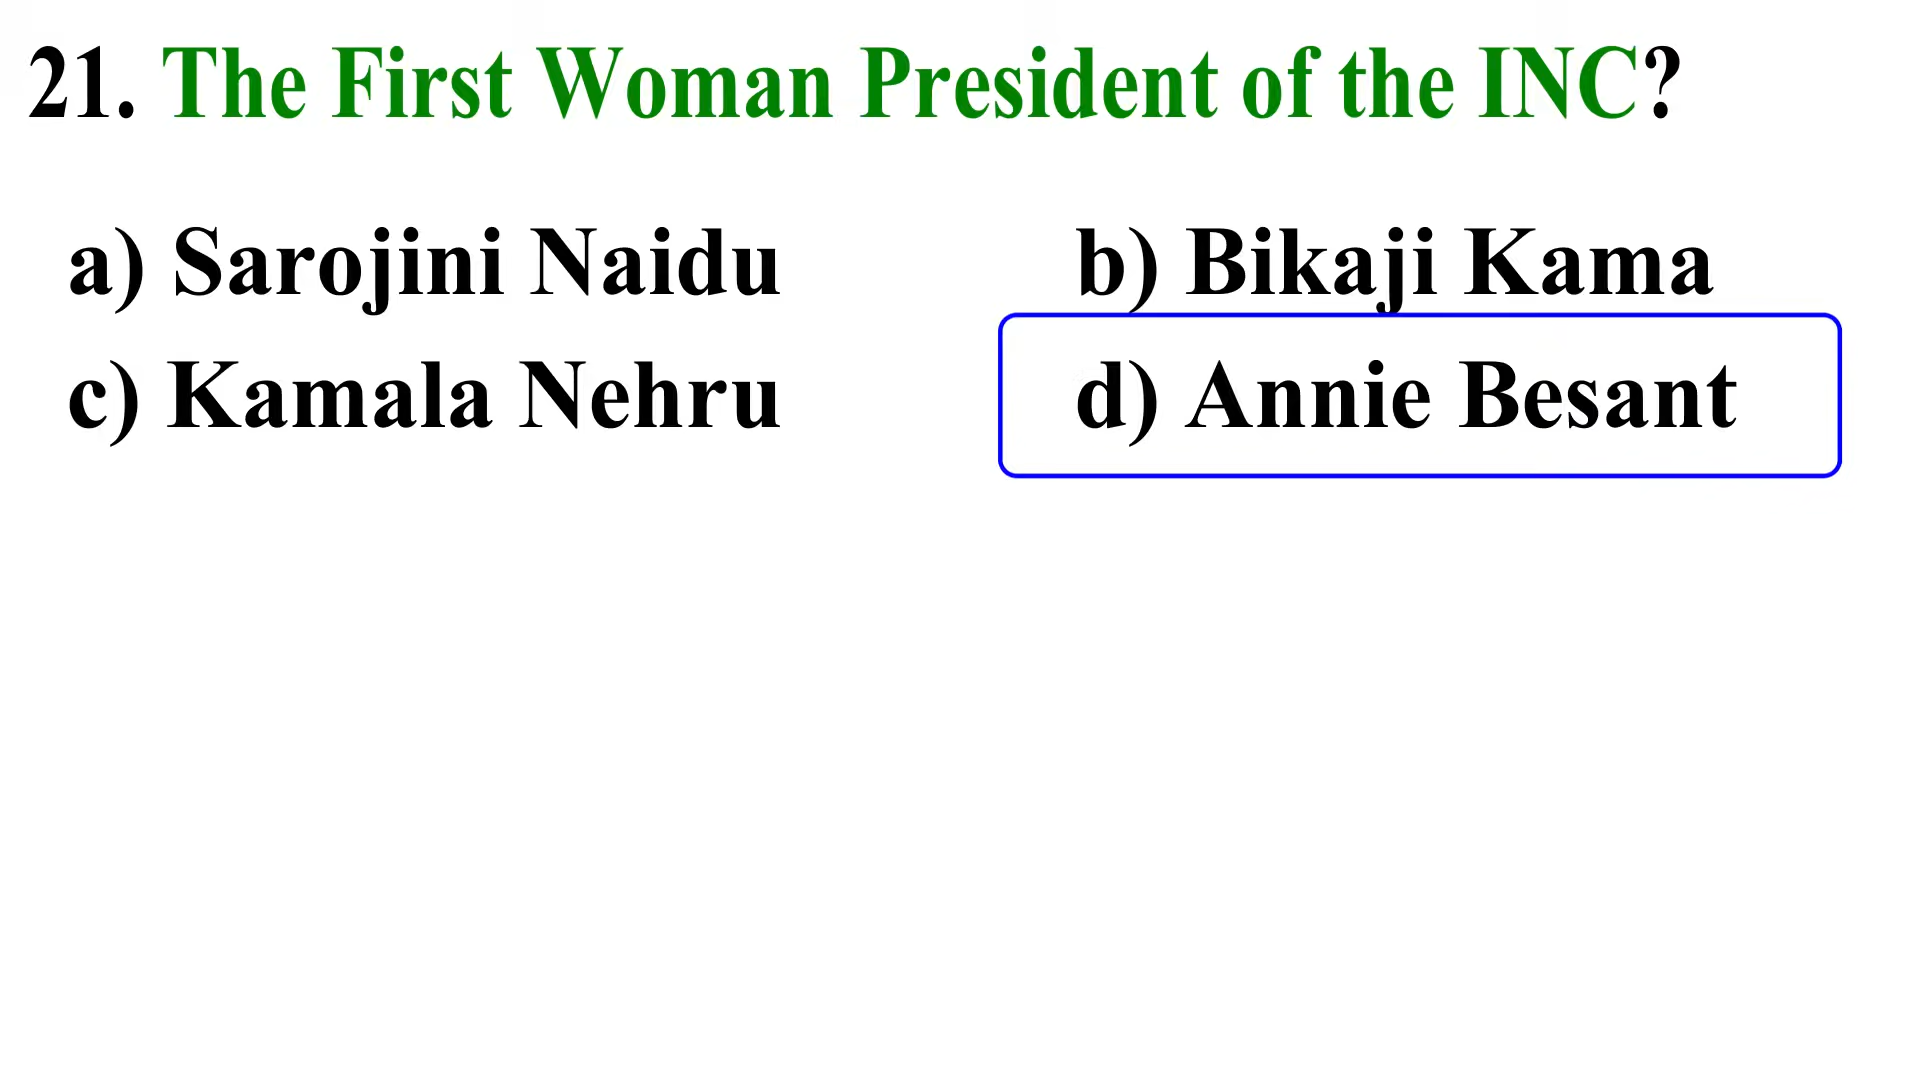 21. The First Woman President of the INC?
a) Sarojini Naidu b) Bikaji Kama
c) Kamala Nehru d) Annie Besant